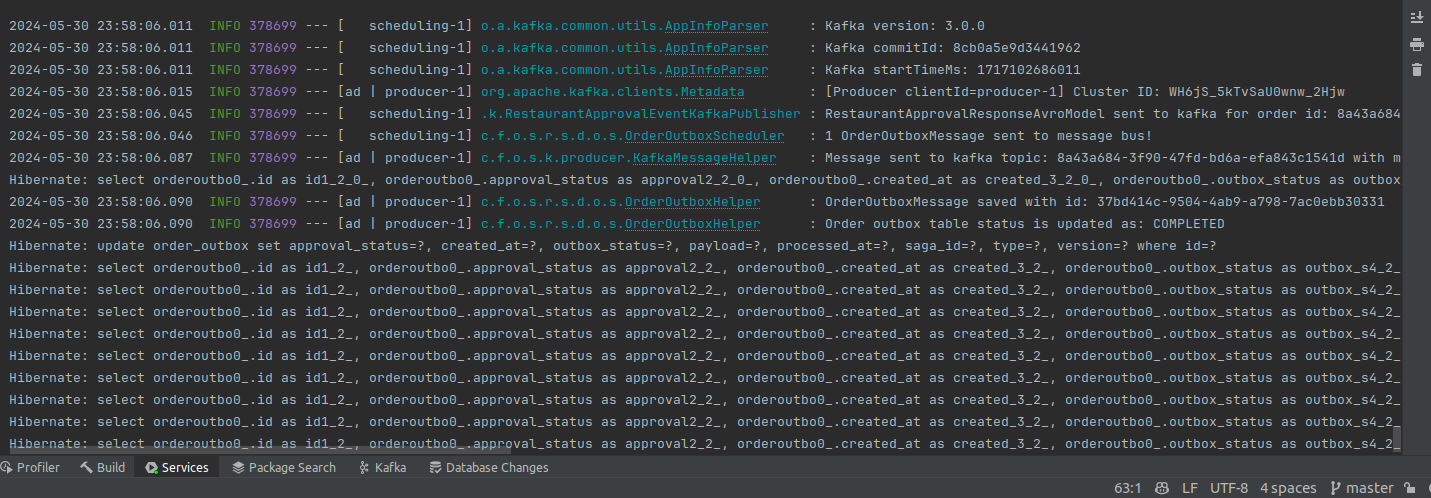 2024-05-30 23:58:06.011  INFO 378699 --- [   scheduling-1] o.a.kafka.common.utils.AppInfoParser     : Kafka version: 3.0.0
2024-05-30 23:58:06.011  INFO 378699 --- [   scheduling-1] o.a.kafka.common.utils.AppInfoParser     : Kafka commitId: 8cb0a5e9d3441962
2024-05-30 23:58:06.011  INFO 378699 --- [   scheduling-1] o.a.kafka.common.utils.AppInfoParser     : Kafka startTimeMs: 1717102686011
2024-05-30 23:58:06.015  INFO 378699 --- [ad | producer-1] org.apache.kafka.clients.Metadata        : [Producer clientId=producer-1] Cluster ID: WH6jS_5kTvSaU0wnw_2Hjw
2024-05-30 23:58:06.045  INFO 378699 --- [   scheduling-1] .k.RestaurantApprovalEventKafkaPublisher : RestaurantApprovalResponseAvroModel sent to kafka for order id: 8a43a684
2024-05-30 23:58:06.046  INFO 378699 --- [   scheduling-1] c.f.o.s.r.s.d.o.s.OrderOutboxScheduler   : 1 OrderOutboxMessage sent to message bus!
2024-05-30 23:58:06.087  INFO 378699 --- [ad | producer-1] c.f.o.s.k.producer.KafkaMessageHelper    : Message sent to kafka topic: 8a43a684-3f90-47fd-bd6a-efa843c1541d with m
Hibernate: select orderoutbo0_.id as id1_2_0_, orderoutbo0_.approval_status as approval2_2_0_, orderoutbo0_.created_at as created_3_2_0_, orderoutbo0_.outbox_status as outbox
2024-05-30 23:58:06.090  INFO 378699 --- [ad | producer-1] c.f.o.s.r.s.d.o.s.OrderOutboxHelper      : OrderOutboxMessage saved with id: 37bd414c-9504-4ab9-a798-7ac0ebb30331
2024-05-30 23:58:06.090  INFO 378699 --- [ad | producer-1] c.f.o.s.r.s.d.o.s.OrderOutboxHelper      : Order outbox table status is updated as: COMPLETED
Hibernate: update order_outbox set approval_status=?, created_at=?, outbox_status=?, payload=?, processed_at=?, saga_id=?, type=?, version=? where id=?
Hibernate: select orderoutbo0_.id as id1_2_, orderoutbo0_.approval_status as approval2_2_, orderoutbo0_.created_at as created_3_2_, orderoutbo0_.outbox_status as outbox_s4_2_
Hibernate: select orderoutbo0_.id as id1_2_, orderoutbo0_.approval_status as approval2_2_, orderoutbo0_.created_at as created_3_2_, orderoutbo0_.outbox_status as outbox_s4_2_
Hibernate: select orderoutbo0_.id as id1_2_, orderoutbo0_.approval_status as approval2_2_, orderoutbo0_.created_at as created_3_2_, orderoutbo0_.outbox_status as outbox_s4_2_
Hibernate: select orderoutbo0_.id as id1_2_, orderoutbo0_.approval_status as approval2_2_, orderoutbo0_.created_at as created_3_2_, orderoutbo0_.outbox_status as outbox_s4_2_
Hibernate: select orderoutbo0_.id as id1_2_, orderoutbo0_.approval_status as approval2_2_, orderoutbo0_.created_at as created_3_2_, orderoutbo0_.outbox_status as outbox_s4_2_
Hibernate: select orderoutbo0_.id as id1_2_, orderoutbo0_.approval_status as approval2_2_, orderoutbo0_.created_at as created_3_2_, orderoutbo0_.outbox_status as outbox_s4_2_
Hibernate: select orderoutbo0_.id as id1_2_, orderoutbo0_.approval_status as approval2_2_, orderoutbo0_.created_at as created_3_2_, orderoutbo0_.outbox_status as outbox_s4_2_
Hibernate: select orderoutbo0_.id as id1_2_, orderoutbo0_.approval_status as approval2_2_, orderoutbo0_.created_at as created_3_2_, orderoutbo0_.outbox_status as outbox_s4_2_
Hibernate: select orderoutbo0_.id as id1_2_, orderoutbo0_.approval_status as approval2_2_, orderoutbo0_.created_at as created_3_2_, orderoutbo0_.outbox_status as outbox_s4_2_
Profiler Build Services Package Search Kafka Database Changes
63:1 LF UTF-8 4 spaces master